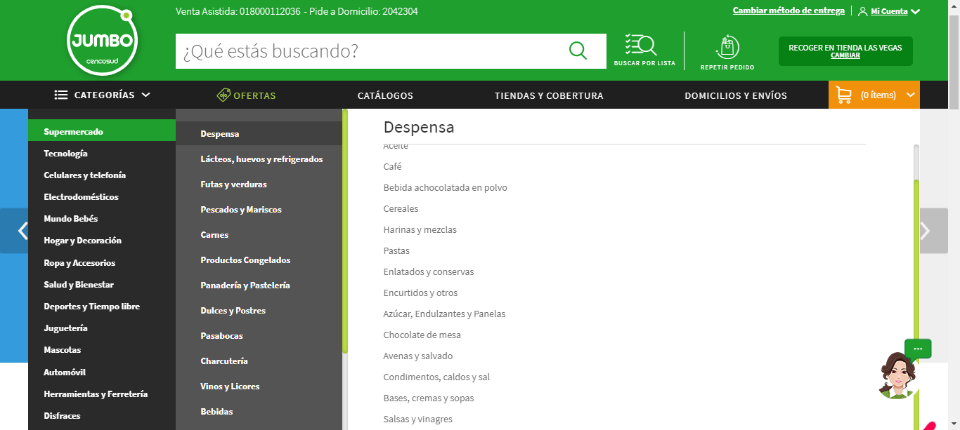 Venta Asistida: 018000112036 - Pide a Domicilio: 2042304
Cambiar método de entrega
Mi Cuenta
JUMBO
cencosud
¿Qué estás buscando?
BUSCAR POR LISTA
REPETIR PEDIDO
RECOGER EN TIENDA LAS VEGAS
CAMBIAR
CATEGORÍAS
OFERTAS
CATÁLOGOS
TIENDAS Y COBERTURA
DOMICILIOS Y ENVÍOS
(0 ítems)
Supermercado
Tecnología
Celulares y telefonía
Electrodomésticos
Mundo Bebés
Hogar y Decoración
Ropa y Accesorios
Salud y Bienestar
Deportes y Tiempo libre
Juguetería
Mascotas
Automóvil
Herramientas y Ferretería
Disfraces
Despensa
Lácteos, huevos y refrigerados
Futas y verduras
Pescados y Mariscos
Carnes
Productos Congelados
Panadería y Pastelería
Dulces y Postres
Pasabocas
Charcutería
Vinos y Licores
Bebidas
Despensa
Aceite
Café
Bebida achocolatada en polvo
Cereales
Harinas y mezclas
Pastas
Enlatados y conservas
Encurtidos y otros
Azúcar, Endulzantes y Panelas
Chocolate de mesa
Avenas y salvado
Condimentos, caldos y sal
Bases, cremas y sopas
Salsas y vinagres